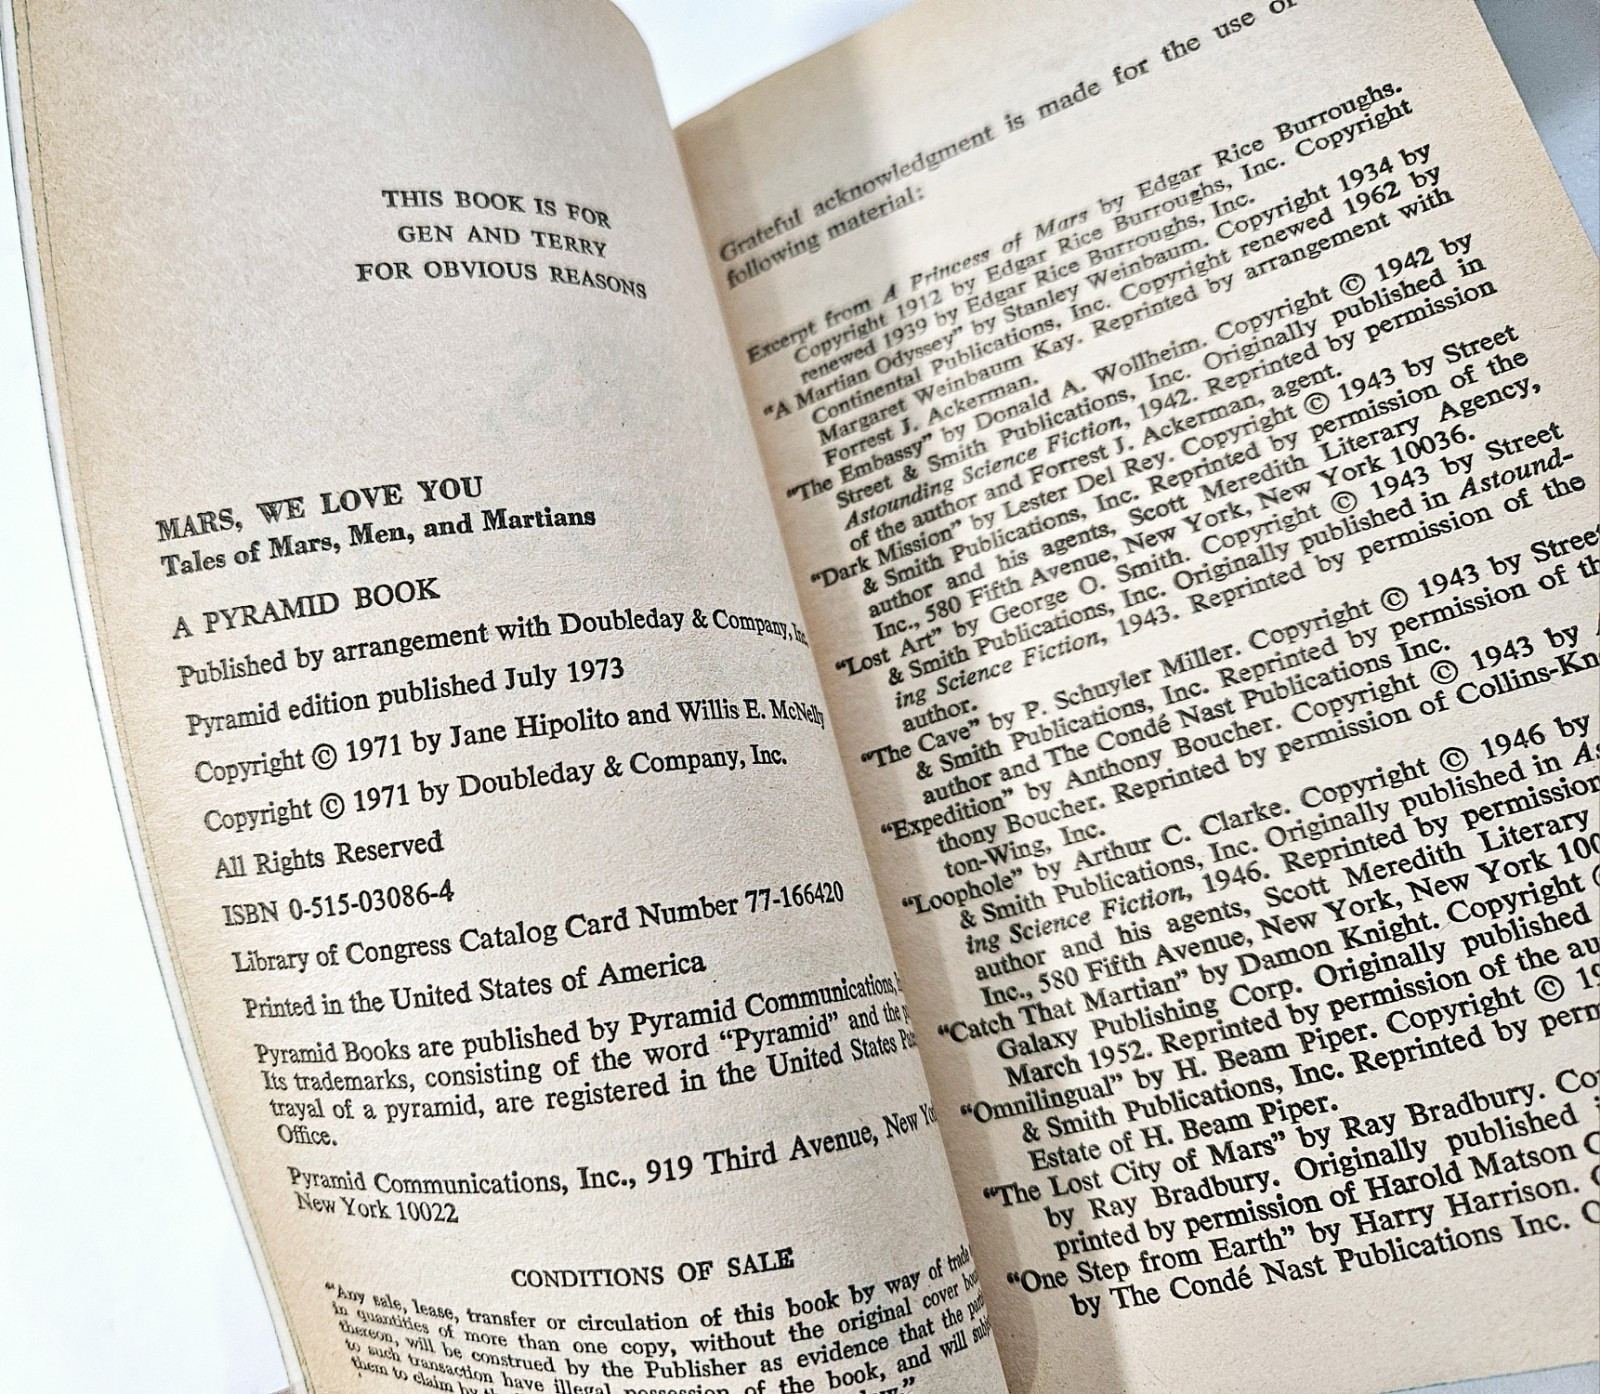 THIS BOOK IS FOR
GEN AND TERRY
FOR OBVIOUS REASONS
MARS, WE LOVE YOU
Tales of Mars, Men, and Martians
A PYRAMID BOOK
Published by arrangement with Doubleday & Company, Inc.
Pyramid edition published July 1973
Copyright © 1971 by Jane Hipolito and Willis E. McNelly
Copyright © 1971 by Doubleday & Company, Inc.
All Rights Reserved
ISBN 0-515-03086-4
Library of Congress Catalog Card Number 77-166420
Printed in the United States of America
Pyramid Books are published by Pyramid Communications,
Its trademarks, consisting of the word "Pyramid" and the
trayal of a pyramid, are registered in the United States
Office.
Pyramid Communications, Inc., 919 Third Avenue, New
New York 10022
CONDITIONS OF SALE
"Any sale, lease, transfer or circulation of this book by way of trade
in quantities of more than one copy, without the original cover
thereon, will be construed by the Publisher as evidence that the
to such transaction have illegal possession of the book, and will
them to claim by
Grateful acknowledgment is made for the use of
following material:
Excerpt from A Princess of Mars by Edgar Rice Burroughs.
Copyright 1912 by Edgar Rice Burroughs, Inc. Copyright
renewed 1939 by Edgar Rice Burroughs, Inc.
"A Martian Odyssey" by Stanley Weinbaum. Copyright 1934 by
Continental Publications, Inc. Copyright renewed 1962 by
Margaret Weinbaum Kay. Reprinted by arrangement with
Forrest J. Ackerman.
"The Embassy" by Donald A. Wollheim. Copyright © 1942 by
Street & Smith Publications, Inc. Originally published in
Astounding Science Fiction, 1942. Reprinted by permission
of the author and Forrest J. Ackerman, agent.
"Dark Mission" by Lester Del Rey. Copyright © 1943 by Street
& Smith Publications, Inc. Reprinted by permission of the
author and his agents, Scott Meredith Literary Agency,
Inc., 580 Fifth Avenue, New York, New York 10036.
"Lost Art" by George O. Smith. Copyright © 1943 by Street
& Smith Publications, Inc. Originally published in Astound-
ing Science Fiction, 1943. Reprinted by permission of the
author.
"The Cave" by P. Schuyler Miller. Copyright © 1943 by Street
& Smith Publications, Inc. Reprinted by permission of the
author and The Condé Nast Publications Inc.
"Expedition" by Anthony Boucher. Copyright © 1943 by
thony Boucher. Reprinted by permission of Collins-Kn
ton-Wing, Inc.
"Loophole" by Arthur C. Clarke. Copyright © 1946 by
& Smith Publications, Inc. Originally published in As
ing Science Fiction, 1946. Reprinted by permission
author and his agents, Scott Meredith Literary
Inc., 580 Fifth Avenue, New York, New York 100
"Catch That Martian" by Damon Knight. Copyright
Galaxy Publishing Corp. Originally published
March 1952. Reprinted by permission of the au
"Omnilingual" by H. Beam Piper. Copyright © 19
& Smith Publications, Inc. Reprinted by perm
Estate of H. Beam Piper.
"The Lost City of Mars" by Ray Bradbury. Co
by Ray Bradbury. Originally published
printed by permission of Harold Matson
"One Step from Earth" by Harry Harrison.
by The Condé Nast Publications Inc.